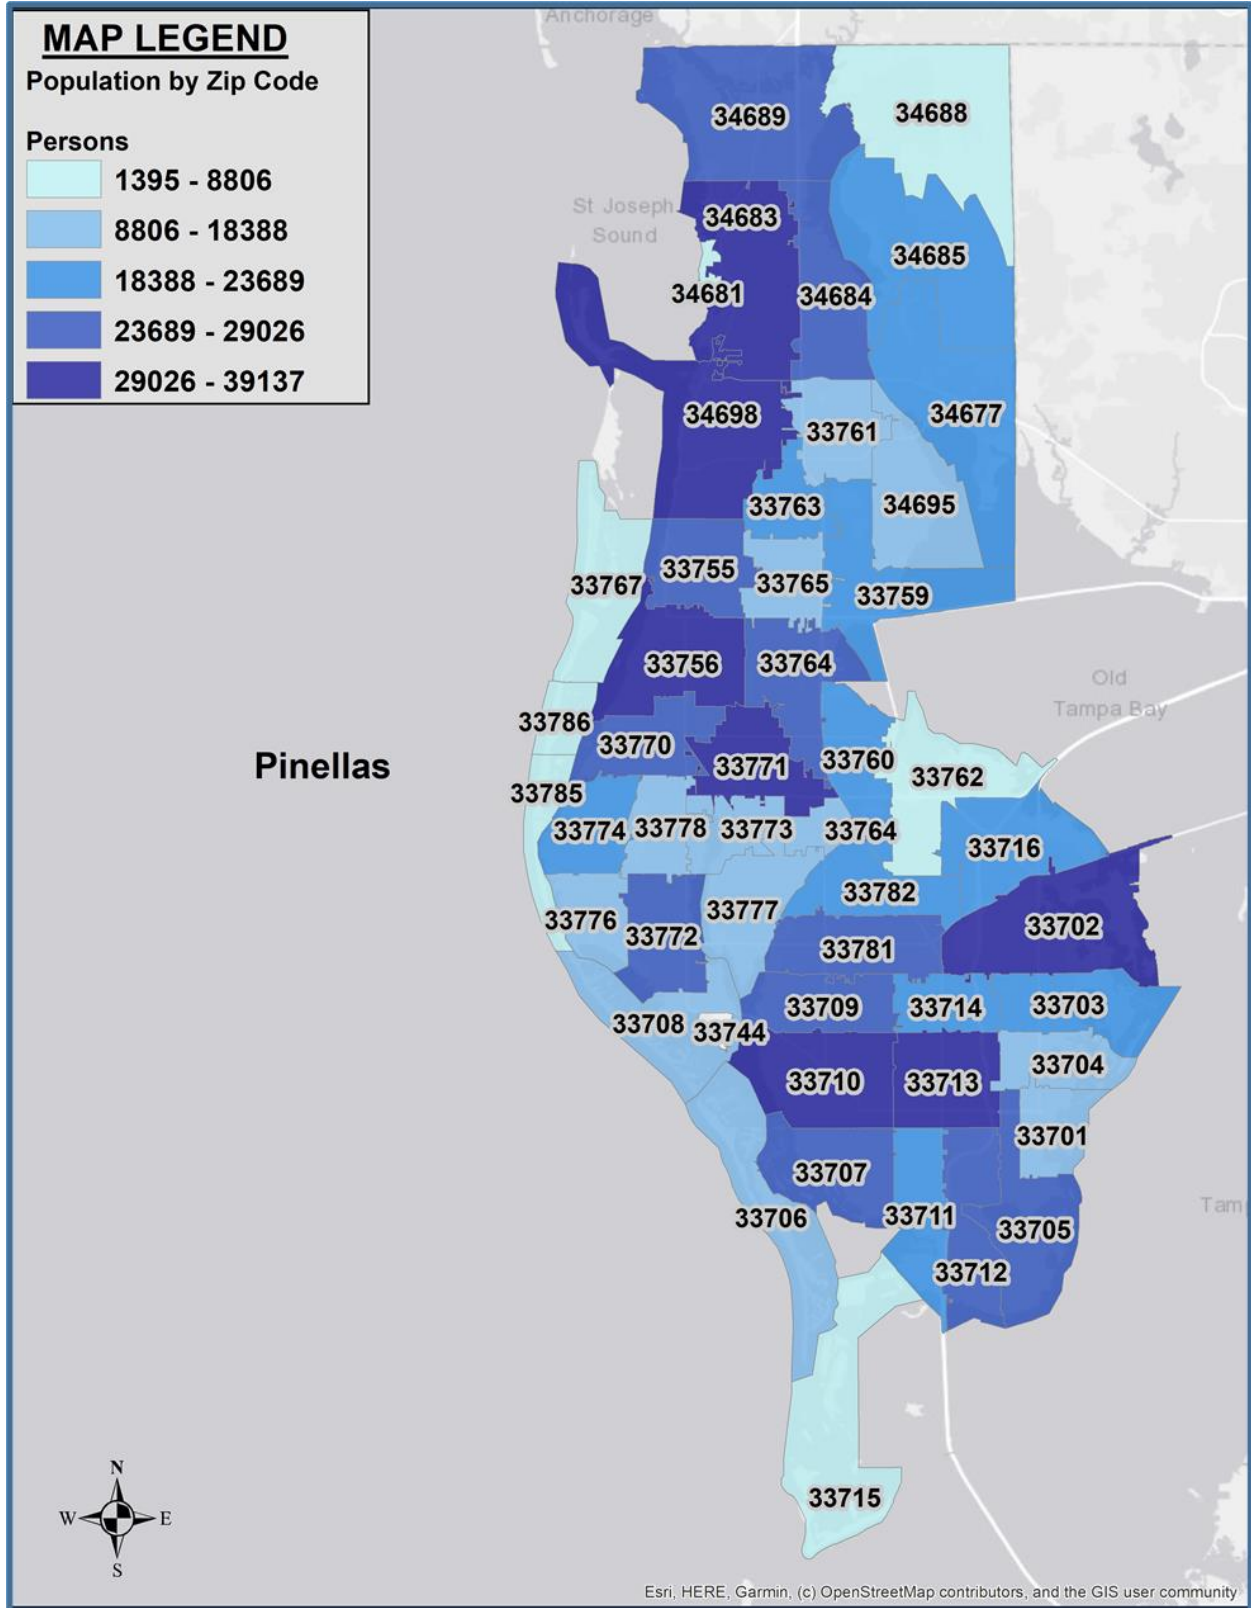 Anchorage
MAP LEGEND
Population by Zip Code
Persons
1395 - 8806
8806 - 18388
18388 - 23689
23689 - 29026
29026 - 39137
34689
34688
St Joseph
Sound
34683
34685
34681
34684
34698
33761
34677
33763
34695
33767
33755
33765
33759
33756
33764
Old
Tampa Bay
33786
33770
33760
Pinellas
33771
33762
33785
33774
33778
33773
33764
33716
33782
33776
33777
33772
33702
33781
33709
33714
33703
33708
33744
33704
33710
33713
33701
33707
33706
33711
33705
Tam
33712
33715
N
W
E
S
Esri, HERE, Garmin, (c) OpenStreetMap contributors, and the GIS user community